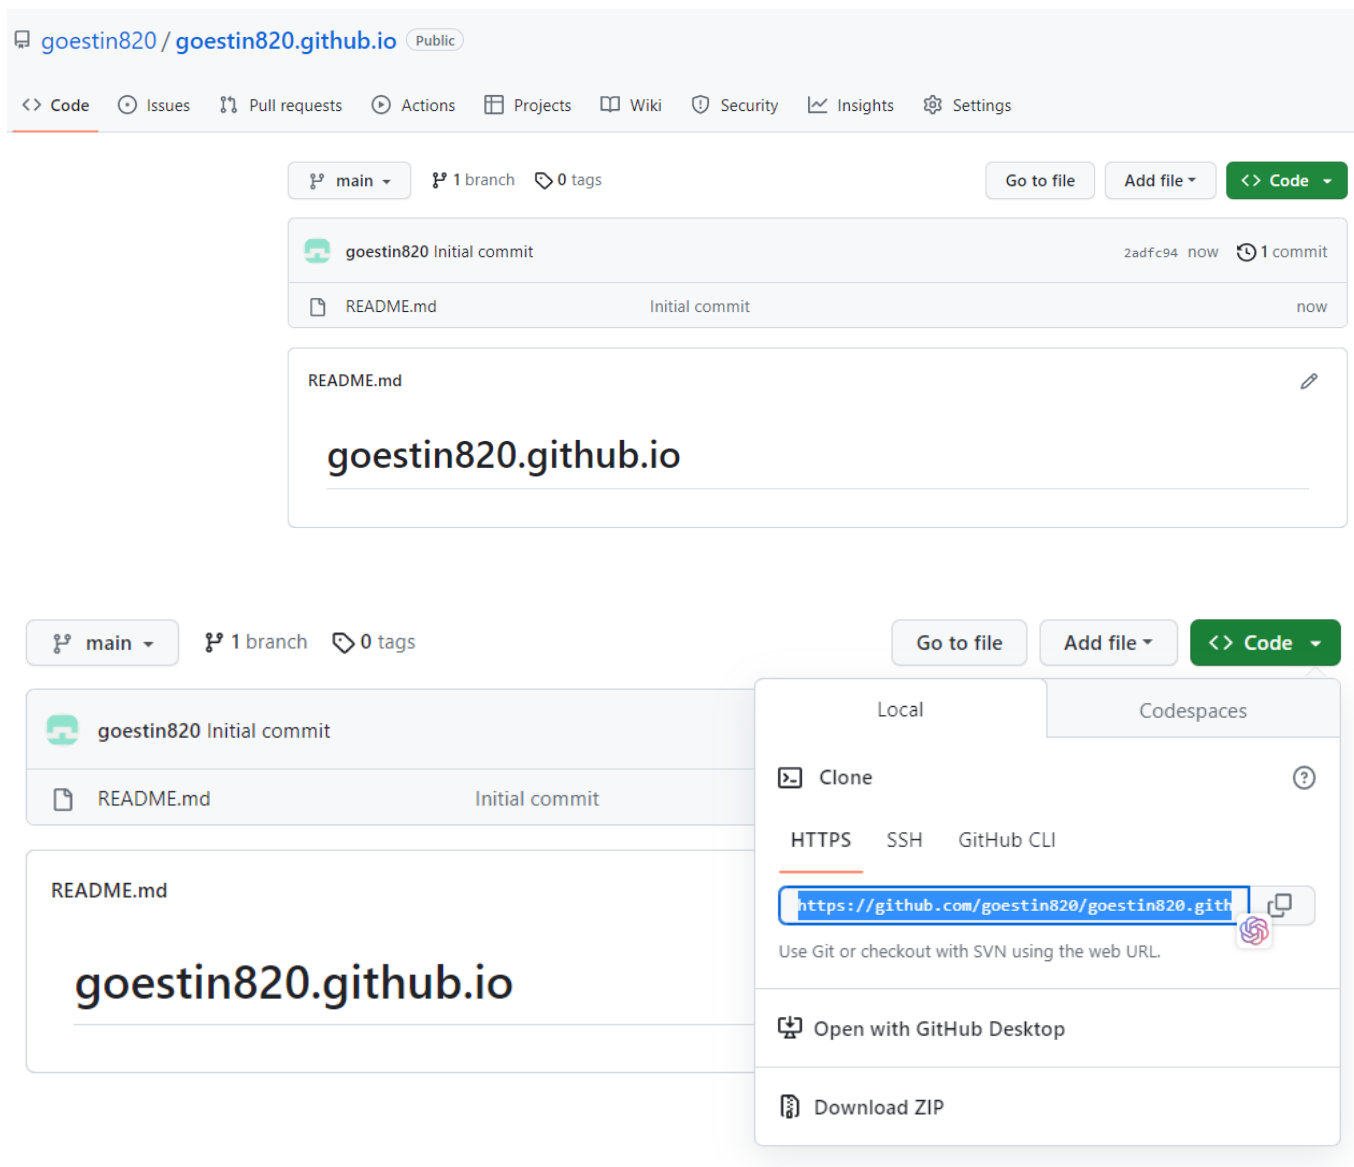 goestin820 / goestin820.github.io Public
Code Issues Pull requests Actions Projects Wiki Security Insights Settings
main 1 branch 0 tags Go to file Add file Code
goestin820 Initial commit 2adfc94 now 1 commit
README.md Initial commit now
README.md
goestin820.github.io
main 1 branch 0 tags Go to file Add file Code
Local Codespaces
goestin820 Initial commit
Clone
README.md Initial commit
HTTPS SSH GitHub CLI
README.md
https://github.com/goestin820/goestin820.gith
Use Git or checkout with SVN using the web URL.
goestin820.github.io
Open with GitHub Desktop
Download ZIP